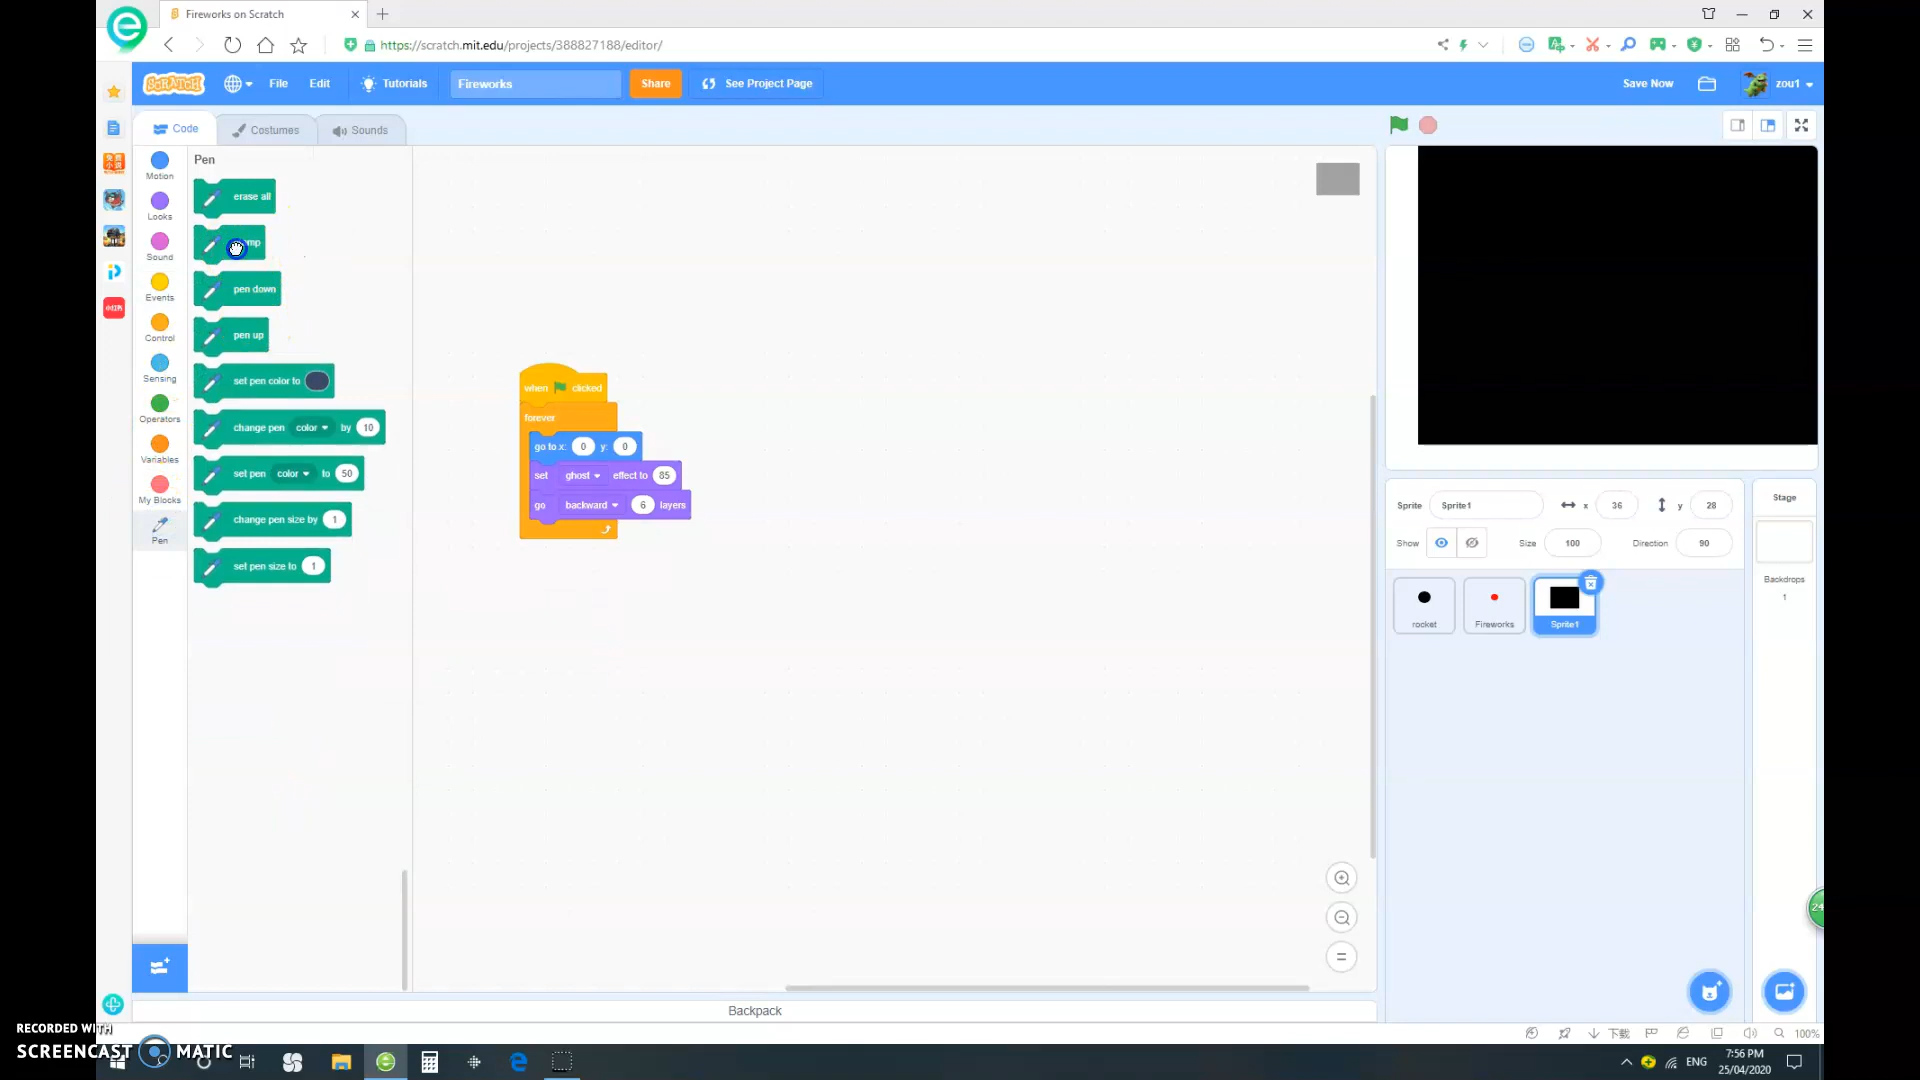 Fireworks on Scratch
https://scratch.mit.edu/projects/388827188/editor/
SCRATCH
File
Edit
Tutorials
Fireworks
Share
See Project Page
Save Now
zou1
Code
Costumes
Sounds
Motion
Looks
Sound
Events
Control
Sensing
Operators
Variables
My Blocks
Pen
Pen
erase all
pen down
pen up
set pen color to
change pen color by 10
set pen color to 50
change pen size by 1
set pen size to 1
when clicked
forever
go to x: 0 y: 0
set ghost effect to 85
go backward 6 layers
Sprite Sprite1 x 36 y 28
Show Size 100 Direction 90
rocket
Fireworks
Sprite1
Stage
Backdrops
1
24
Backpack
下载
100%
RECORDED WITH
SCREENCAST MATIC
ENG
7:56 PM
25/04/2020